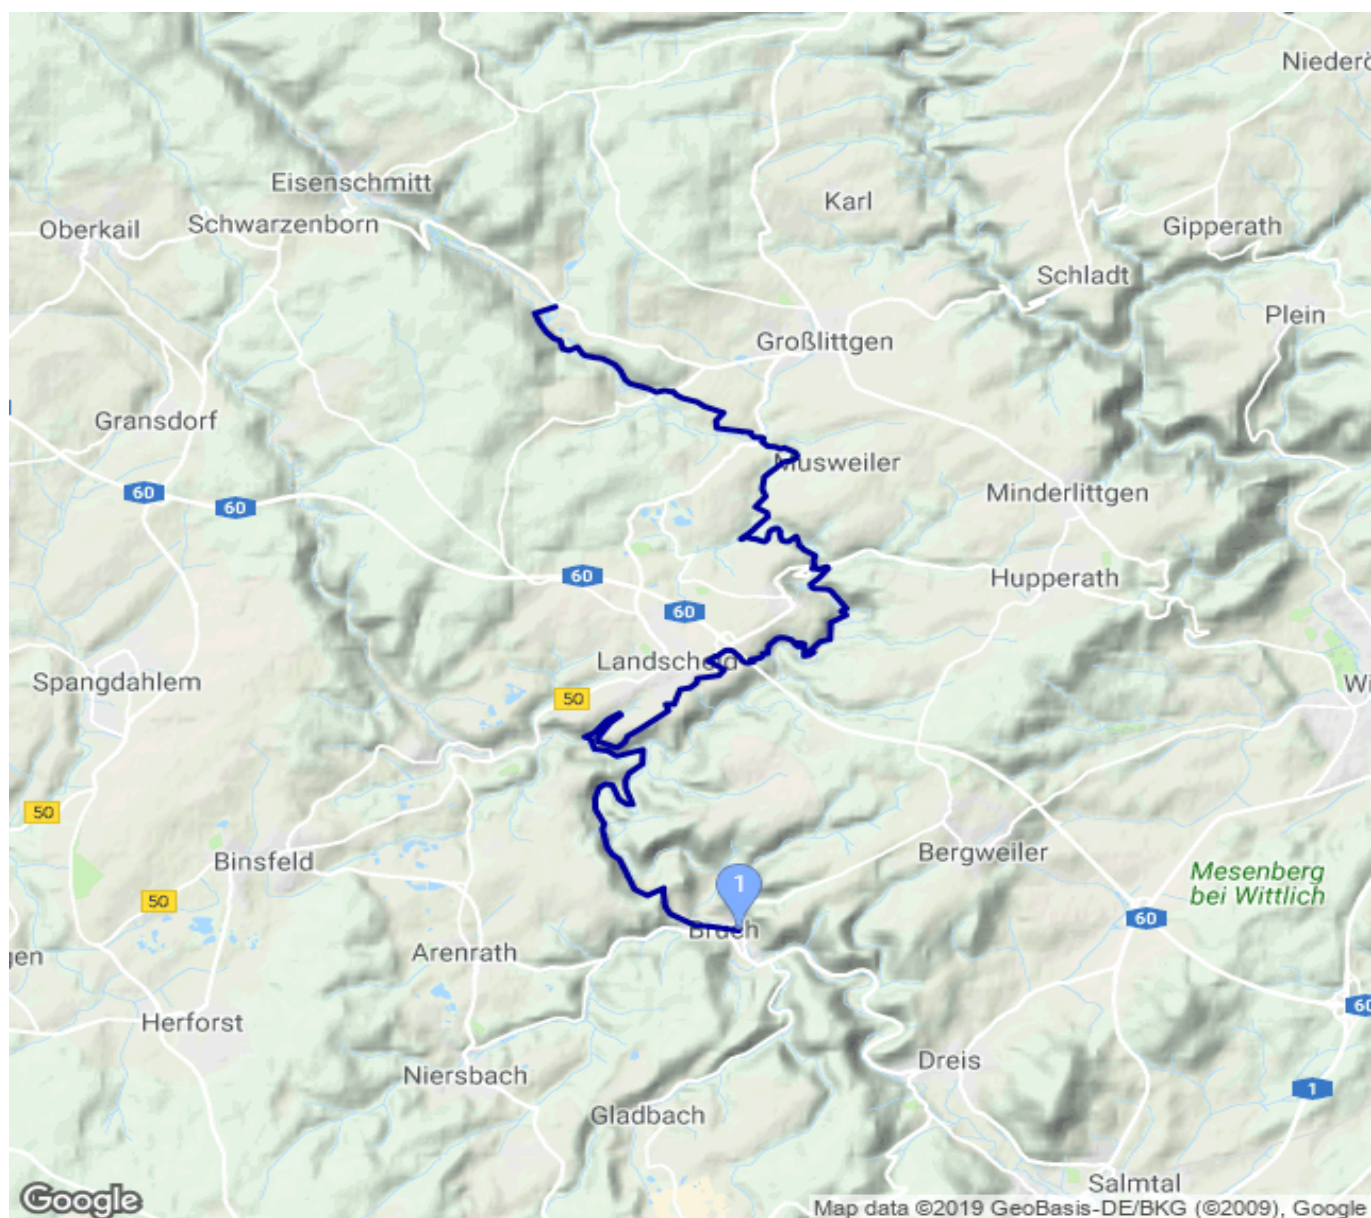 Niederö
Eisenschmitt
Karl
Oberkail
Schwarzenborn
Gipperath
Schladt
Plein
Großlittgen
Gransdorf
Musweiler
60
Minderlittgen
60
60
Hupperath
60
Landscheid
Spangdahlem
Wi
50
50
Binsfeld
Bergweiler
Mesenberg
bei Wittlich
1
50
60
Bruch
Arenrath
gen
60
Herforst
Dreis
Niersbach
1
Gladbach
Salmtal
Google
Map data ©2019 GeoBasis-DE/BKG (©2009), Google